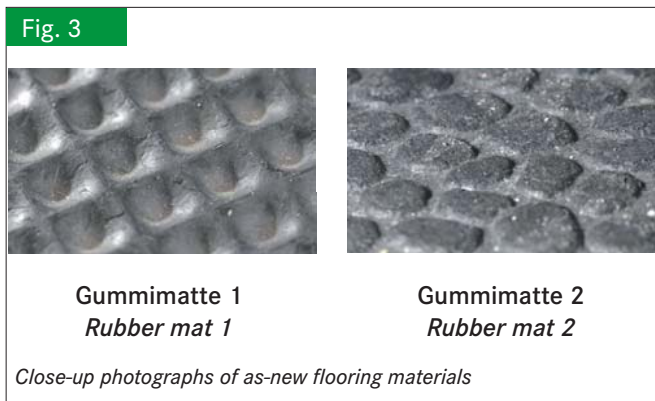 Fig. 3
Gummimatte 1
Rubber mat 1
Gummimatte 2
Rubber mat 2
Close-up photographs of as-new flooring materials